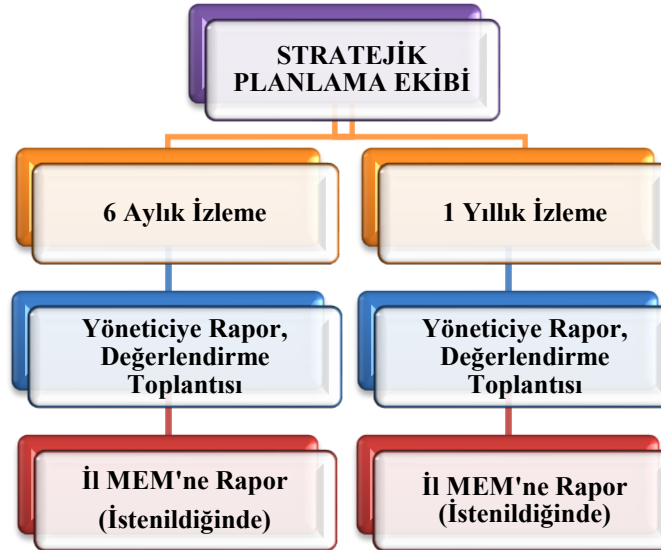 STRATEJİK
PLANLAMA EKİBİ
6 Aylık İzleme
1 Yıllık İzleme
Yöneticiye Rapor,
Değerlendirme
Toplantısı
Yöneticiye Rapor,
Değerlendirme
Toplantısı
İl MEM'ne Rapor
(İstenildiğinde)
İl MEM'ne Rapor
(İstenildiğinde)